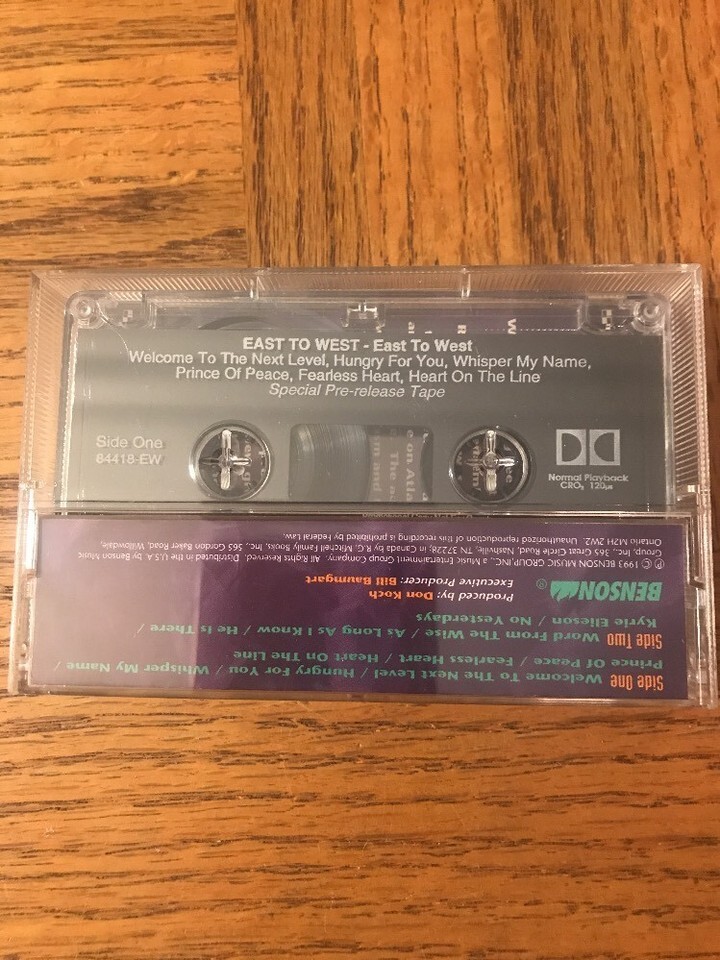 EAST TO WEST - East To West
Welcome To The Next Level, Hungry For You, Whisper My Name,
Prince Of Peace, Fearless Heart, Heart On The Line
Special Pre-release Tape
Side One
84418-EW
Normal Playback
CRO₂ 120µs
e on Atla
The a
Side One Welcome To The Next Level / Hungry For You / Whisper My Name /
Prince Of Peace / Fearless Heart / Heart On The Line
Side Two Word From The Wise / As Long As I Know / He Is There /
Kyrie Elieson / No Yesterdays
Produced by: Don Koch
Executive Producer: Bill Baumgart
BENSON®
℗ 1993 BENSON MUSIC GROUP, INC., a Music Entertainment Group Company. All Rights Reserved. Distributed in the U.S.A. by Benson Music
Group, Inc., 365 Great Circle Road, Nashville, TN, 37228; in Canada by R.G. Mitchell Family Books, Inc., 565 Gordon Baker Road, Willowdale,
Ontario M2H 2W2. Unauthorized reproduction of this recording is prohibited by Federal Law.